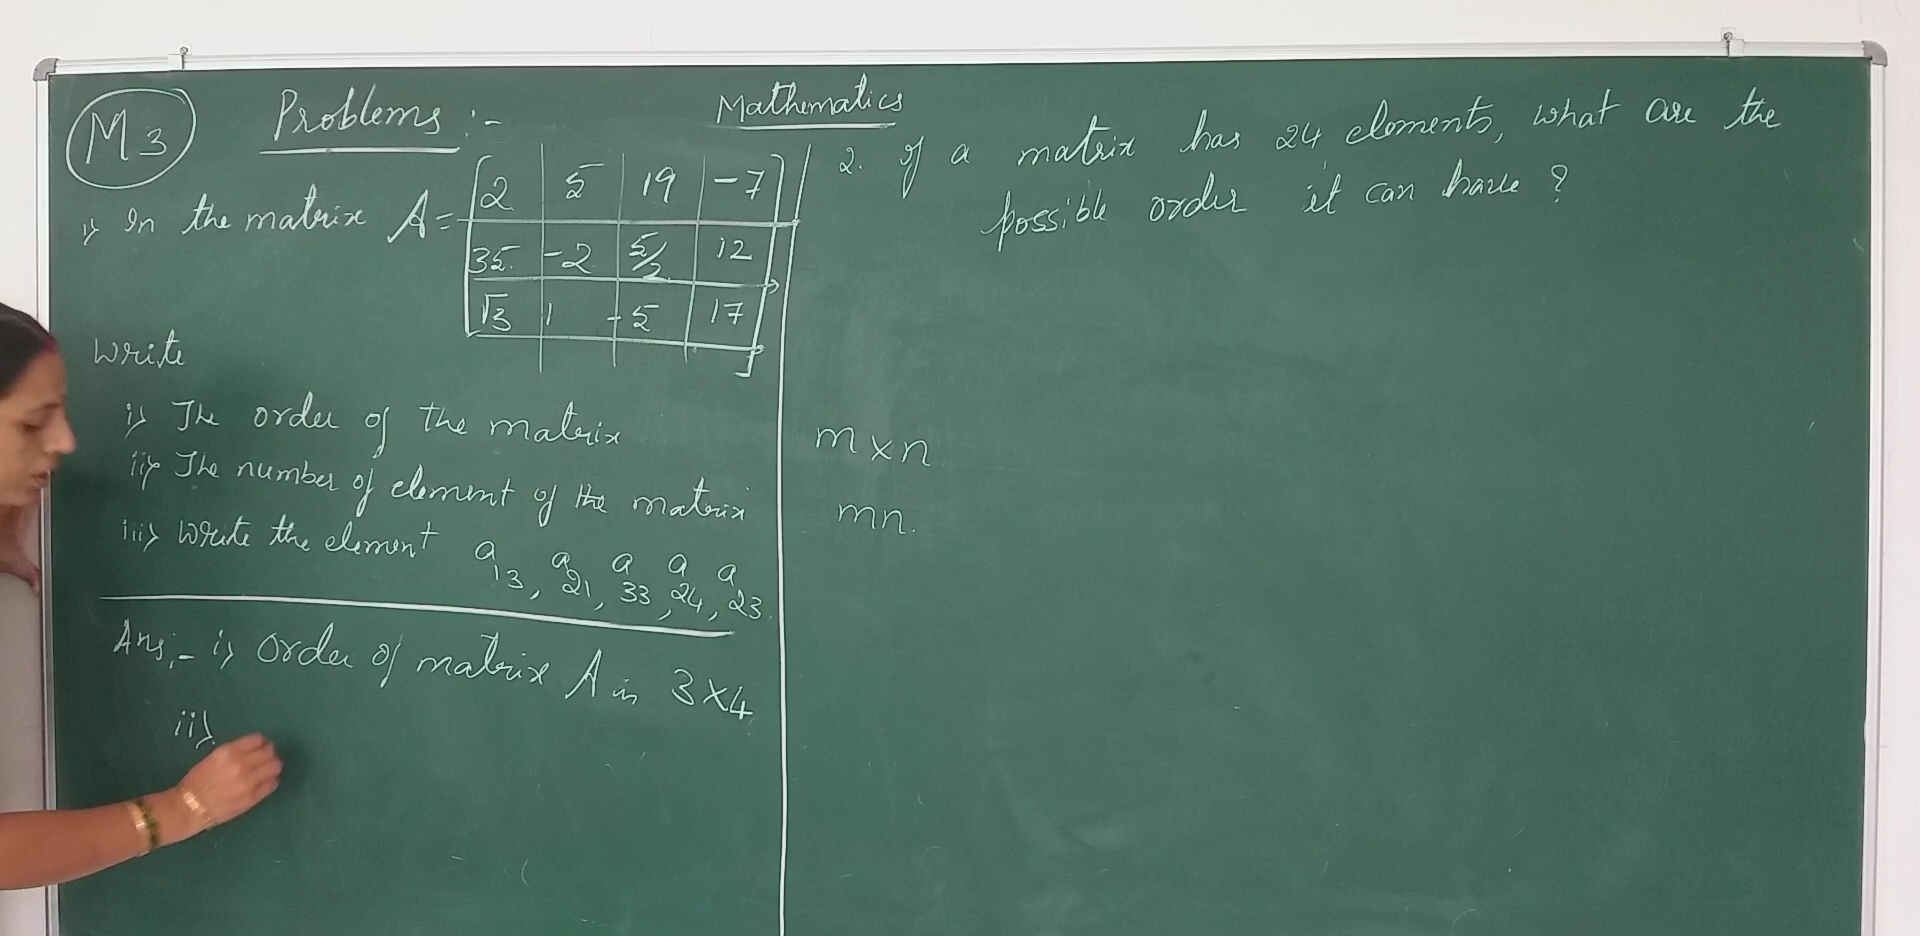 M3 Problems :- Mathematics
1) In the matrix A =
2 5 19 -7
35. -2 5/2 12
√3 1 -5 17
Write
i) The order of the matrix
ii) The number of element of the matrix
iii) Write the element a13, a21, a33, a24, a23.
Ans:- i) Order of matrix A is 3×4
ii)
2. If a matrix has 24 elements, what are the
possible order it can have ?
m×n
mn.